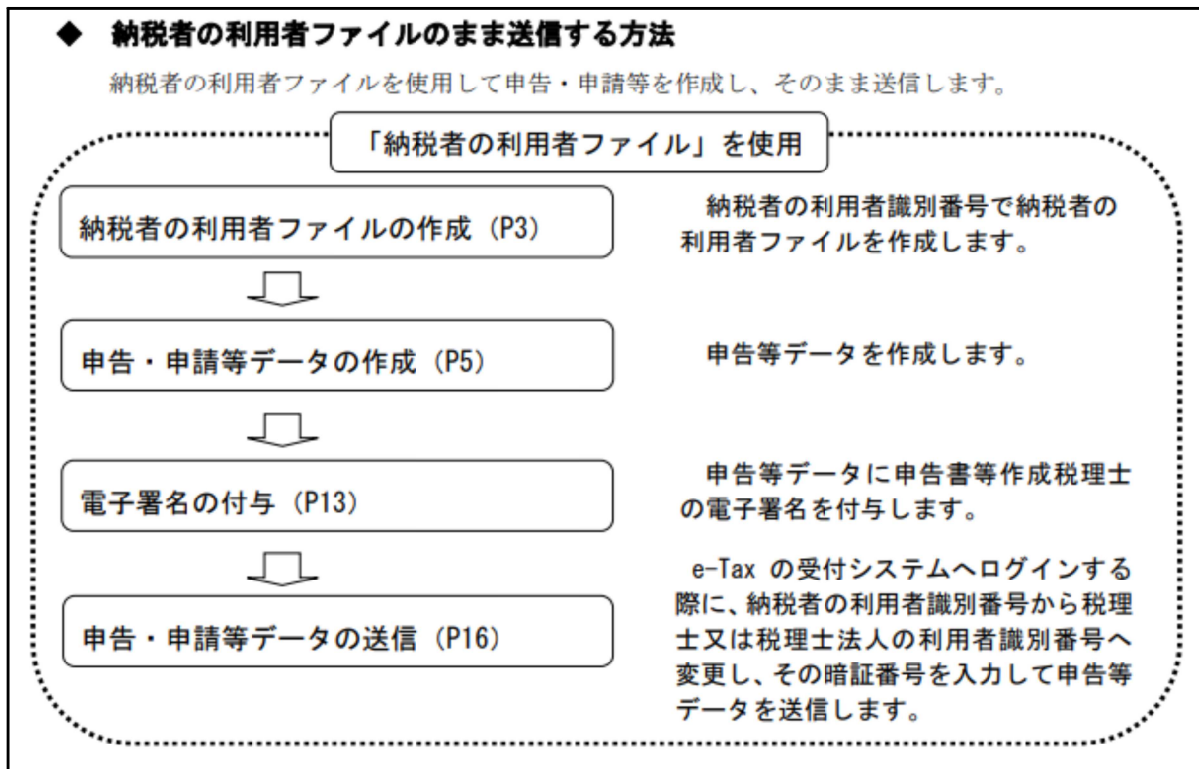 ◆ 納税者の利用者ファイルのまま送信する方法
納税者の利用者ファイルを使用して申告・申請等を作成し、そのまま送信します。
「納税者の利用者ファイル」を使用
納税者の利用者ファイルの作成（P3）
納税者の利用者識別番号で納税者の
利用者ファイルを作成します。
申告・申請等データの作成（P5）
申告等データを作成します。
電子署名の付与（P13）
申告等データに申告書等作成税理士
の電子署名を付与します。
申告・申請等データの送信（P16）
e-Tax の受付システムへログインする
際に、納税者の利用者識別番号から税理
士又は税理士法人の利用者識別番号へ
変更し、その暗証番号を入力して申告等
データを送信します。